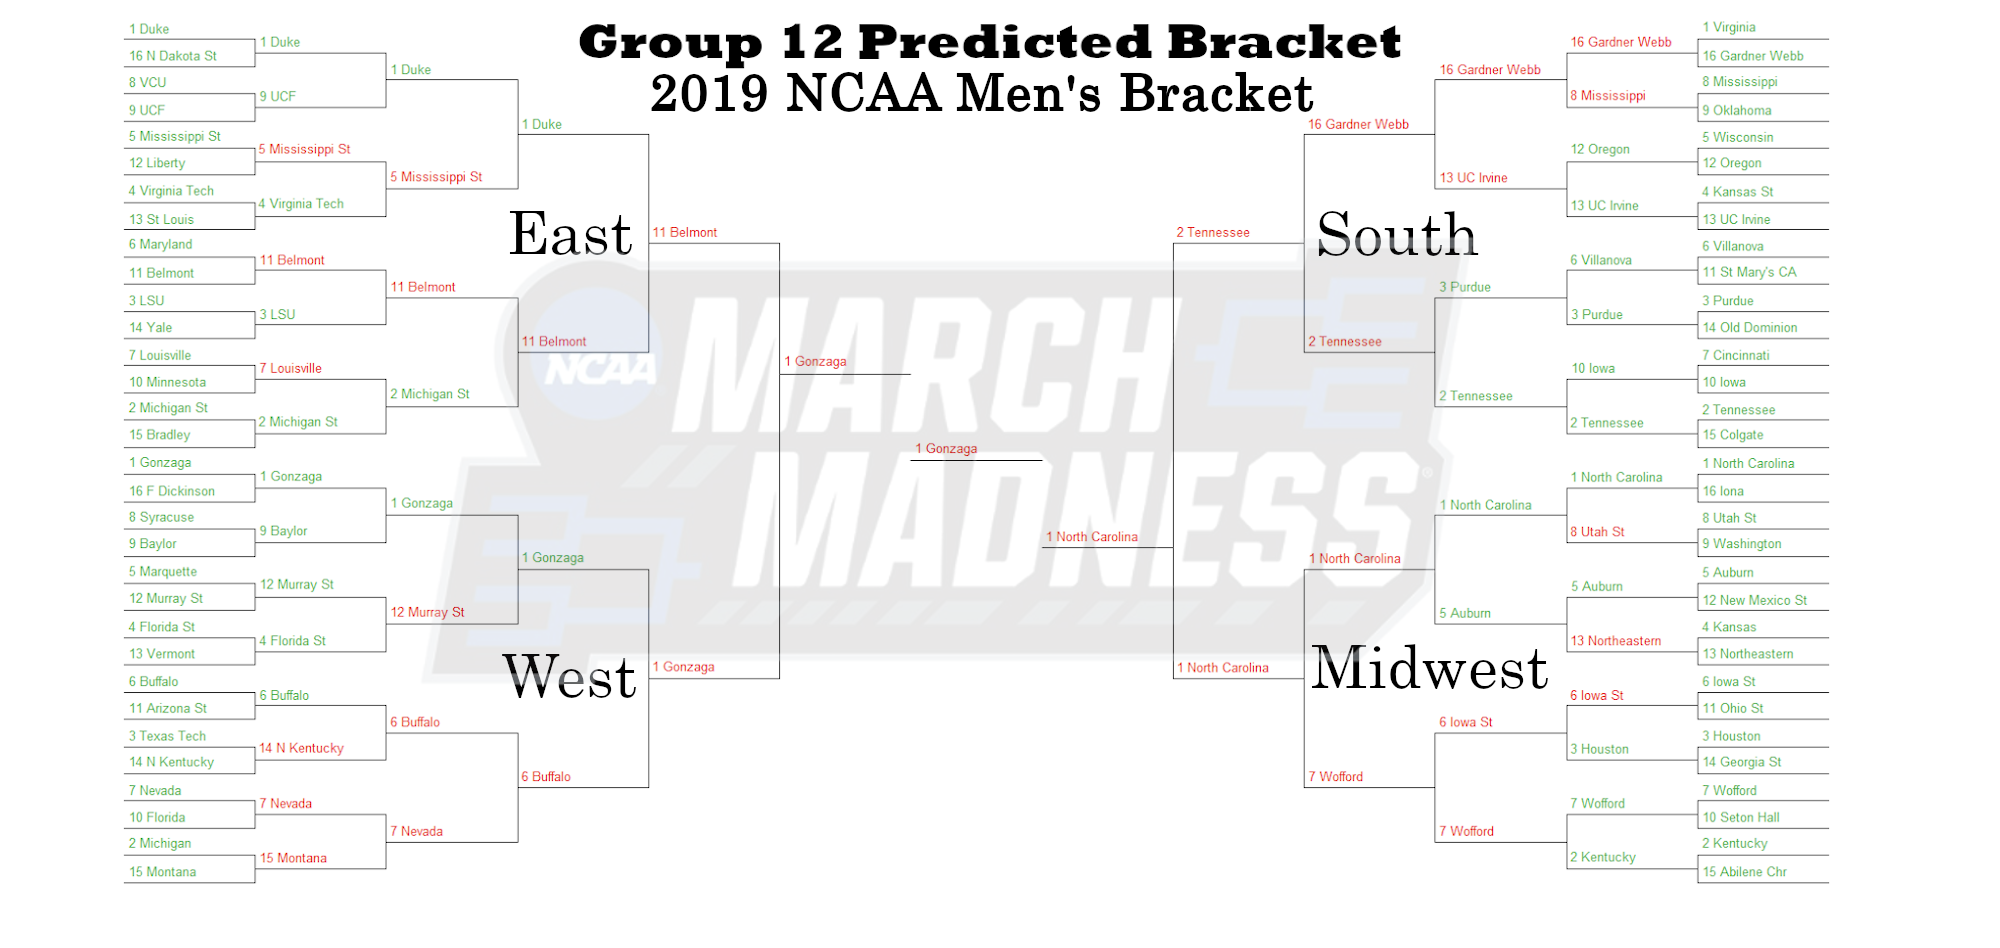 Group 12 Predicted Bracket
2019 NCAA Men's Bracket
1 Duke
16 N Dakota St
8 VCU
9 UCF
5 Mississippi St
12 Liberty
4 Virginia Tech
13 St Louis
6 Maryland
11 Belmont
3 LSU
14 Yale
7 Louisville
10 Minnesota
2 Michigan St
15 Bradley
1 Gonzaga
16 F Dickinson
8 Syracuse
9 Baylor
5 Marquette
12 Murray St
4 Florida St
13 Vermont
6 Buffalo
11 Arizona St
3 Texas Tech
14 N Kentucky
7 Nevada
10 Florida
2 Michigan
15 Montana
1 Duke
9 UCF
5 Mississippi St
4 Virginia Tech
11 Belmont
3 LSU
7 Louisville
2 Michigan St
1 Gonzaga
9 Baylor
12 Murray St
4 Florida St
6 Buffalo
14 N Kentucky
7 Nevada
15 Montana
1 Duke
5 Mississippi St
11 Belmont
2 Michigan St
1 Gonzaga
12 Murray St
6 Buffalo
7 Nevada
1 Duke
11 Belmont
1 Gonzaga
6 Buffalo
East
West
11 Belmont
1 Gonzaga
1 Gonzaga
1 Gonzaga
1 North Carolina
2 Tennessee
1 North Carolina
South
Midwest
16 Gardner Webb
2 Tennessee
1 North Carolina
7 Wofford
16 Gardner Webb
13 UC Irvine
3 Purdue
2 Tennessee
1 North Carolina
5 Auburn
6 Iowa St
7 Wofford
16 Gardner Webb
8 Mississippi
12 Oregon
13 UC Irvine
6 Villanova
3 Purdue
10 Iowa
2 Tennessee
1 North Carolina
8 Utah St
5 Auburn
13 Northeastern
6 Iowa St
3 Houston
7 Wofford
2 Kentucky
1 Virginia
16 Gardner Webb
8 Mississippi
9 Oklahoma
5 Wisconsin
12 Oregon
4 Kansas St
13 UC Irvine
6 Villanova
11 St Mary's CA
3 Purdue
14 Old Dominion
7 Cincinnati
10 Iowa
2 Tennessee
15 Colgate
1 North Carolina
16 Iona
8 Utah St
9 Washington
5 Auburn
12 New Mexico St
4 Kansas
13 Northeastern
6 Iowa St
11 Ohio St
3 Houston
14 Georgia St
7 Wofford
10 Seton Hall
2 Kentucky
15 Abilene Chr
NCAA
MARCH
MADNESS®